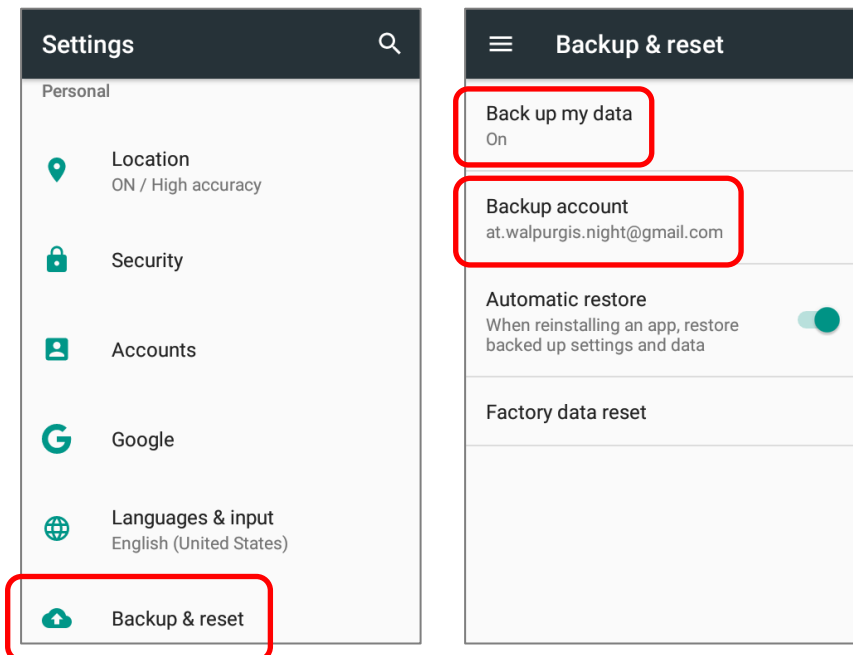 Settings
Personal
Location
ON / High accuracy
Security
Accounts
Google
Languages & input
English (United States)
Backup & reset
Backup & reset
Back up my data
On
Backup account
at.walpurgis.night@gmail.com
Automatic restore
When reinstalling an app, restore
backed up settings and data
Factory data reset